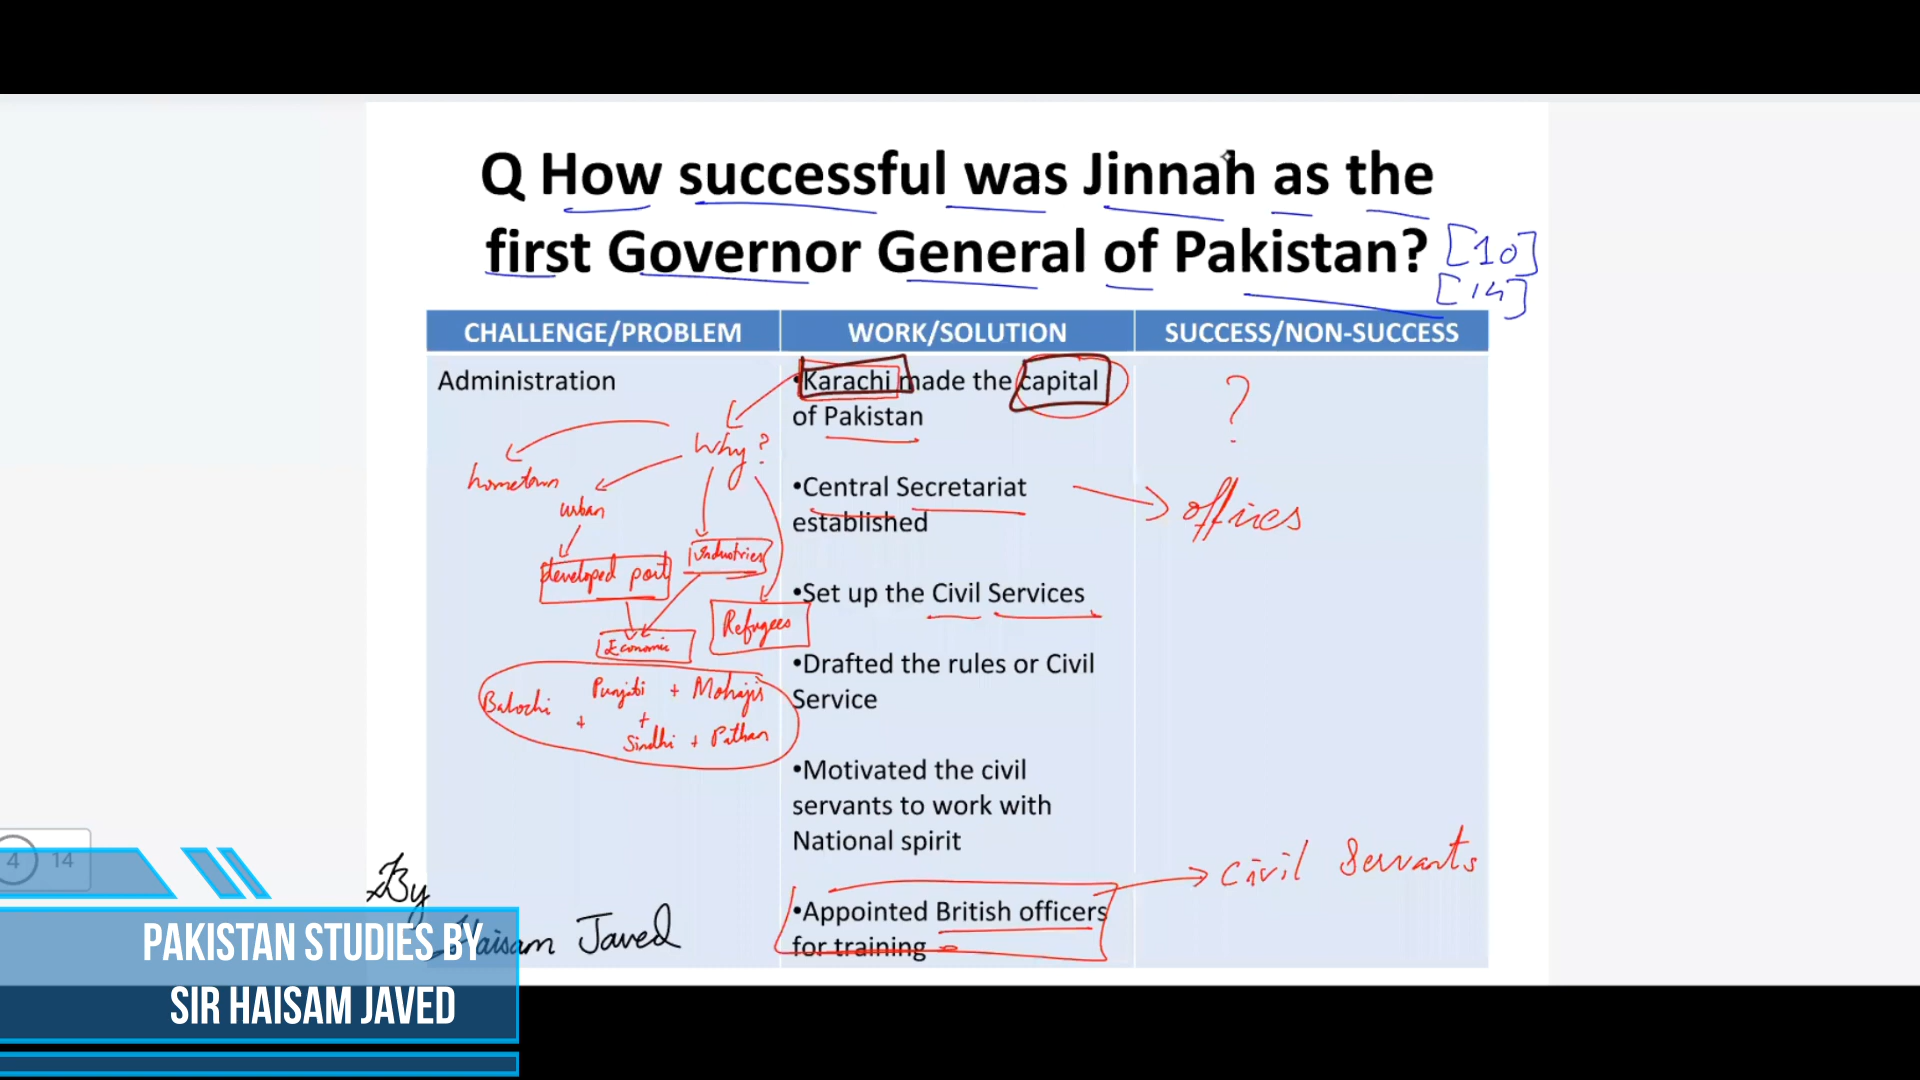 Q How successful was Jinnah as the
first Governor General of Pakistan?
[10]
[14]
CHALLENGE/PROBLEM
WORK/SOLUTION
SUCCESS/NON-SUCCESS
Administration
Why?
hometown
urban
developed port
Industries
Economic
Refugees
Balochi + Punjabi + Mohajis
+ Sindhi + Pathan
•Karachi made the capital
of Pakistan
•Central Secretariat
established
•Set up the Civil Services
•Drafted the rules or Civil
Service
•Motivated the civil
servants to work with
National spirit
•Appointed British officers
for training
?
offices
Civil Servants
4 14
By
Haisam Javed
PAKISTAN STUDIES BY
SIR HAISAM JAVED